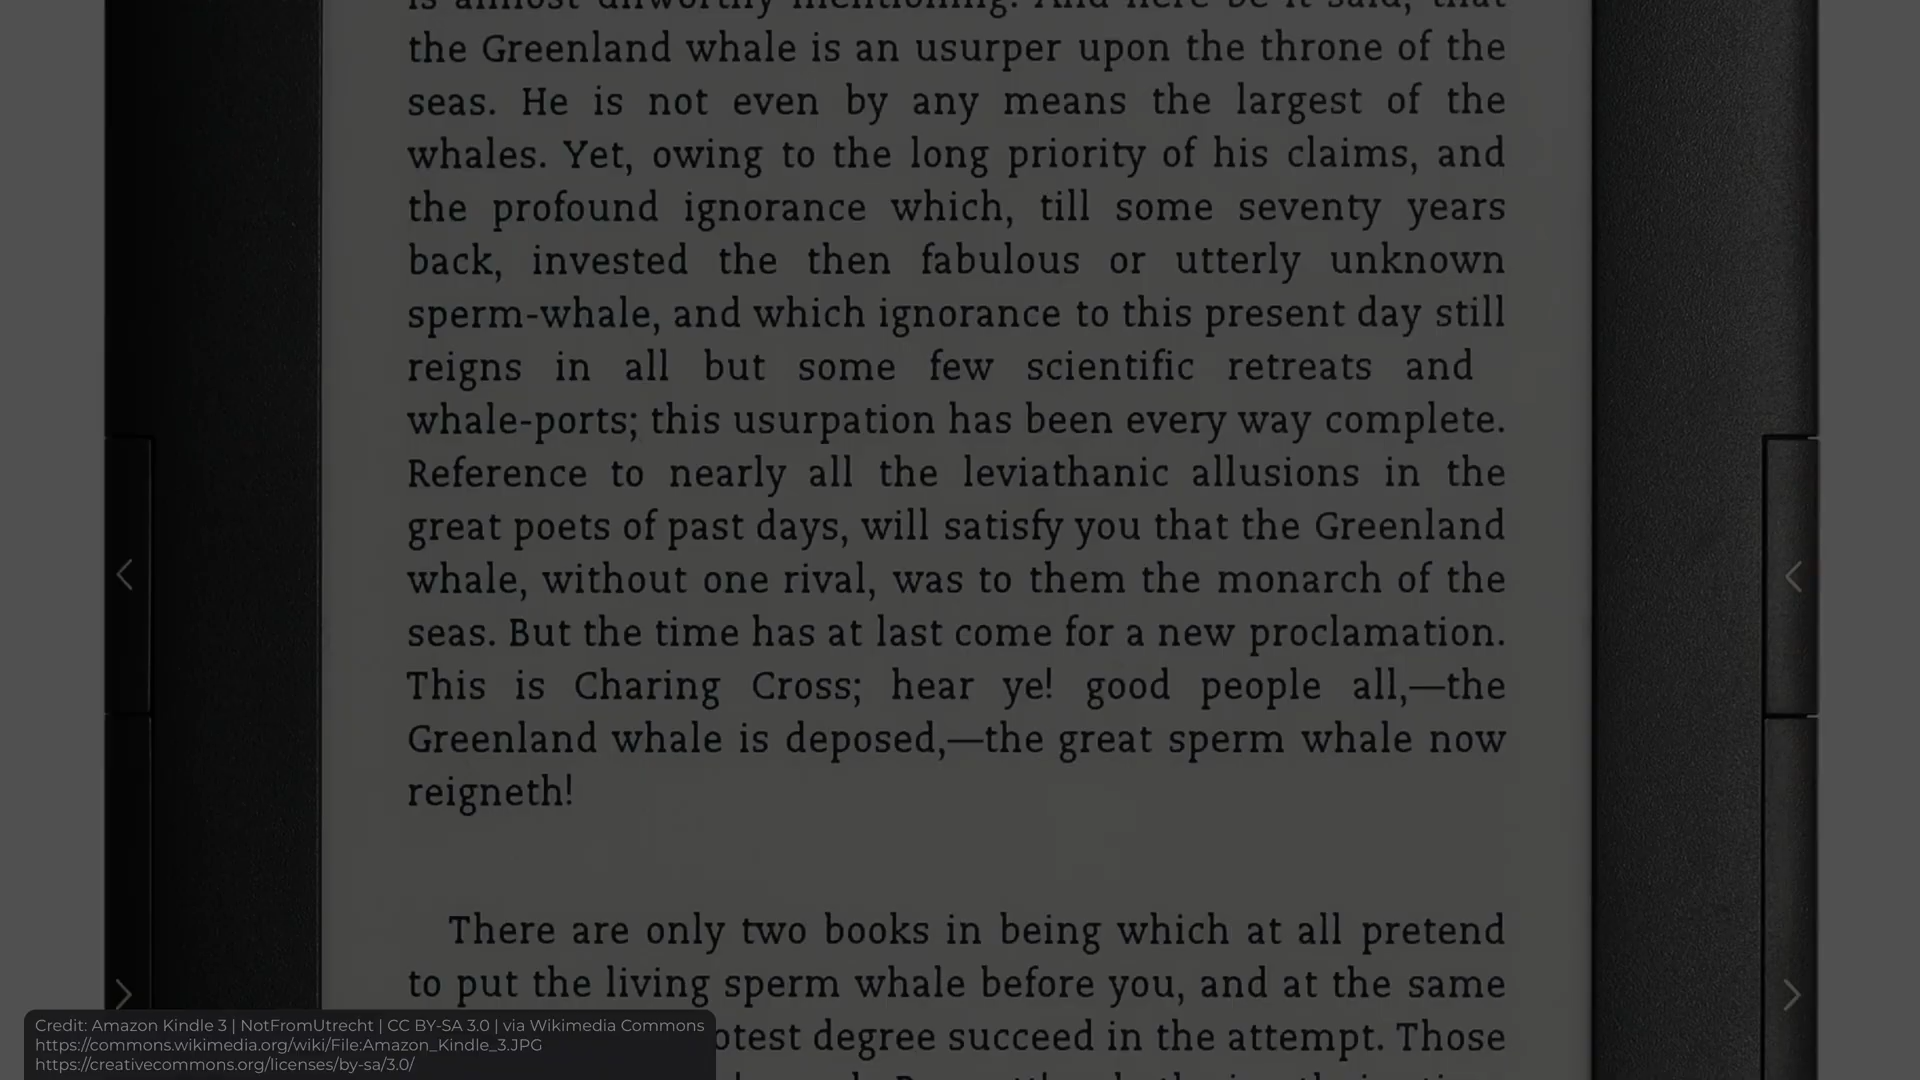 is almost unworthy mentioning. And here be it said, that
the Greenland whale is an usurper upon the throne of the
seas. He is not even by any means the largest of the
whales. Yet, owing to the long priority of his claims, and
the profound ignorance which, till some seventy years
back, invested the then fabulous or utterly unknown
sperm-whale, and which ignorance to this present day still
reigns in all but some few scientific retreats and
whale-ports; this usurpation has been every way complete.
Reference to nearly all the leviathanic allusions in the
great poets of past days, will satisfy you that the Greenland
whale, without one rival, was to them the monarch of the
seas. But the time has at last come for a new proclamation.
This is Charing Cross; hear ye! good people all,—the
Greenland whale is deposed,—the great sperm whale now
reigneth!
There are only two books in being which at all pretend
to put the living sperm whale before you, and at the same
degree succeed in the attempt. Those
Credit: Amazon Kindle 3 | NotFromUtrecht | CC BY-SA 3.0 | via Wikimedia Commons
https://commons.wikimedia.org/wiki/File:Amazon_Kindle_3.JPG
https://creativecommons.org/licenses/by-sa/3.0/